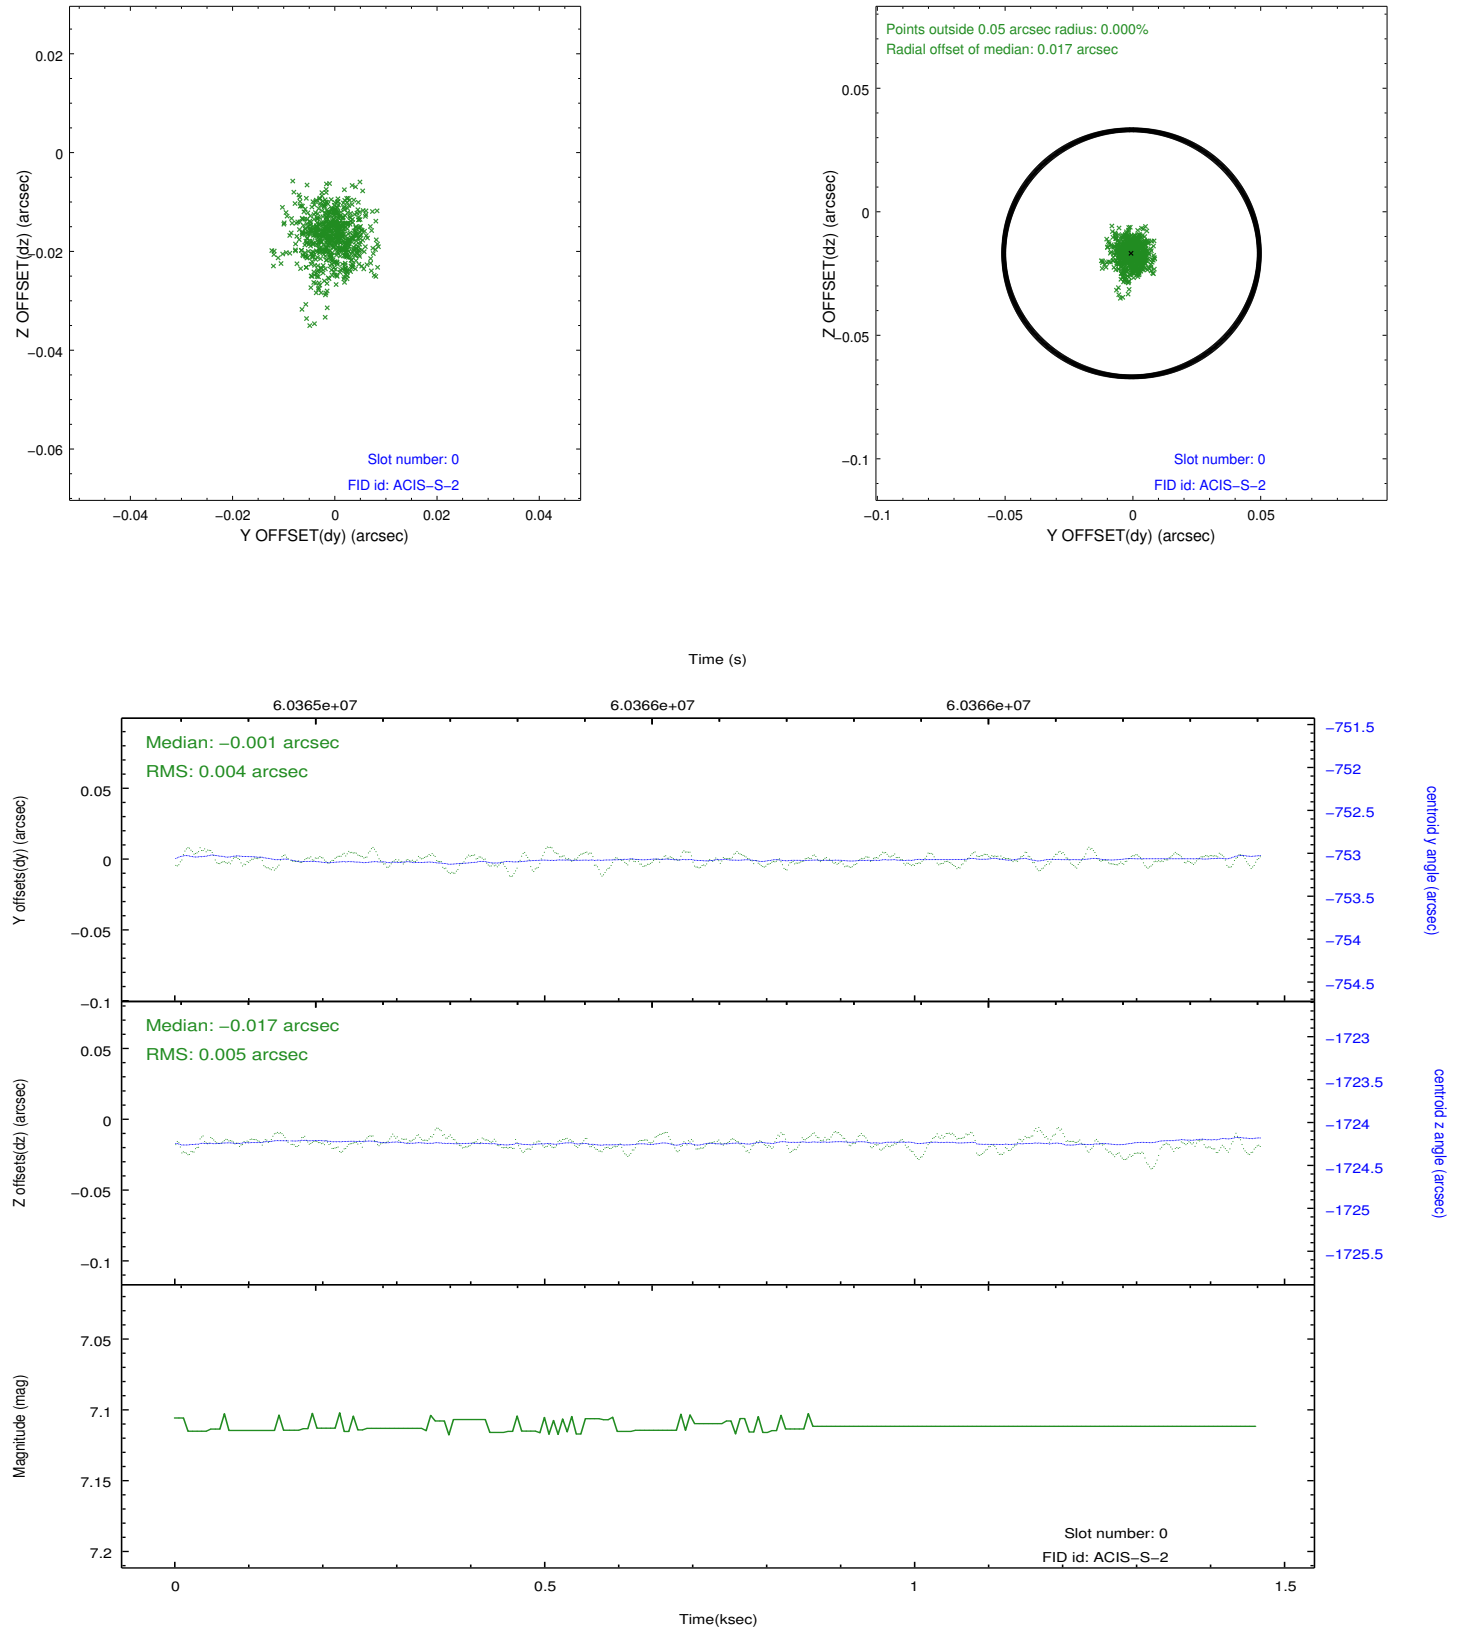 0.02
0
−0.02
−0.04
−0.06
Z OFFSET(dz) (arcsec)
Slot number: 0
FID id: ACIS−S−2
−0.04
−0.02
0
0.02
0.04
Y OFFSET(dy) (arcsec)
Points outside 0.05 arcsec radius: 0.000%
Radial offset of median: 0.017 arcsec
0.05
0
−0.05
−0.1
Z OFFSET(dz) (arcsec)
Slot number: 0
FID id: ACIS−S−2
−0.1
−0.05
0
0.05
Y OFFSET(dy) (arcsec)
Time (s)
6.0365e+07
6.0366e+07
6.0366e+07
Median: −0.001 arcsec
RMS: 0.004 arcsec
0.05
0
−0.05
−0.1
Y offsets(dy) (arcsec)
−751.5
−752
−752.5
−753
−753.5
−754
−754.5
centroid y angle (arcsec)
Median: −0.017 arcsec
RMS: 0.005 arcsec
0.05
0
−0.05
−0.1
Z offsets(dz) (arcsec)
−1723
−1723.5
−1724
−1724.5
−1725
−1725.5
centroid z angle (arcsec)
7.05
7.1
7.15
7.2
Magnitude (mag)
Slot number: 0
FID id: ACIS−S−2
0
0.5
1
1.5
Time(ksec)